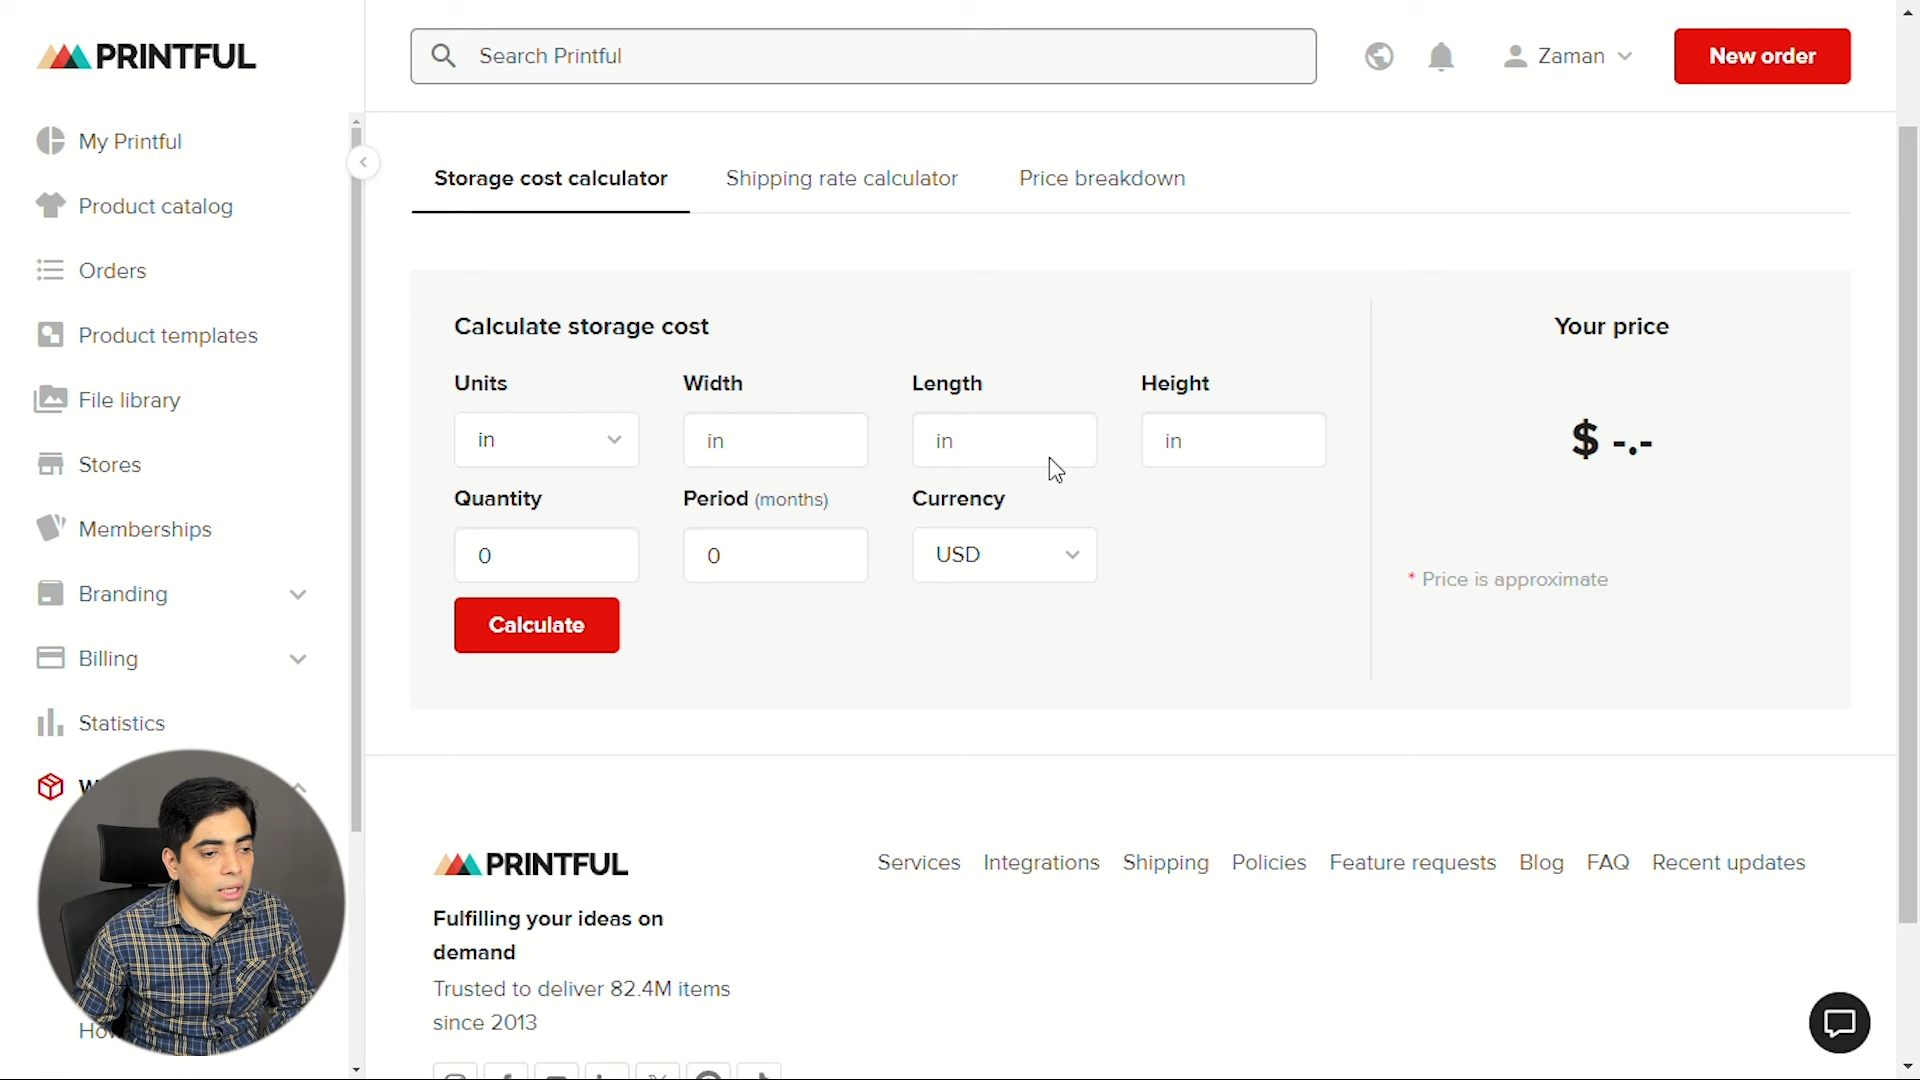 PRINTFUL
Search Printful
Zaman
New order
My Printful
Product catalog
Orders
Product templates
File library
Stores
Memberships
Branding
Billing
Statistics
Storage cost calculator
Shipping rate calculator
Price breakdown
Calculate storage cost
Units
Width
Length
Height
in
in
in
in
Quantity
Period (months)
Currency
0
0
USD
Calculate
Your price
$ -.-
* Price is approximate
PRINTFUL
Services
Integrations
Shipping
Policies
Feature requests
Blog
FAQ
Recent updates
Fulfilling your ideas on
demand
Trusted to deliver 82.4M items
since 2013